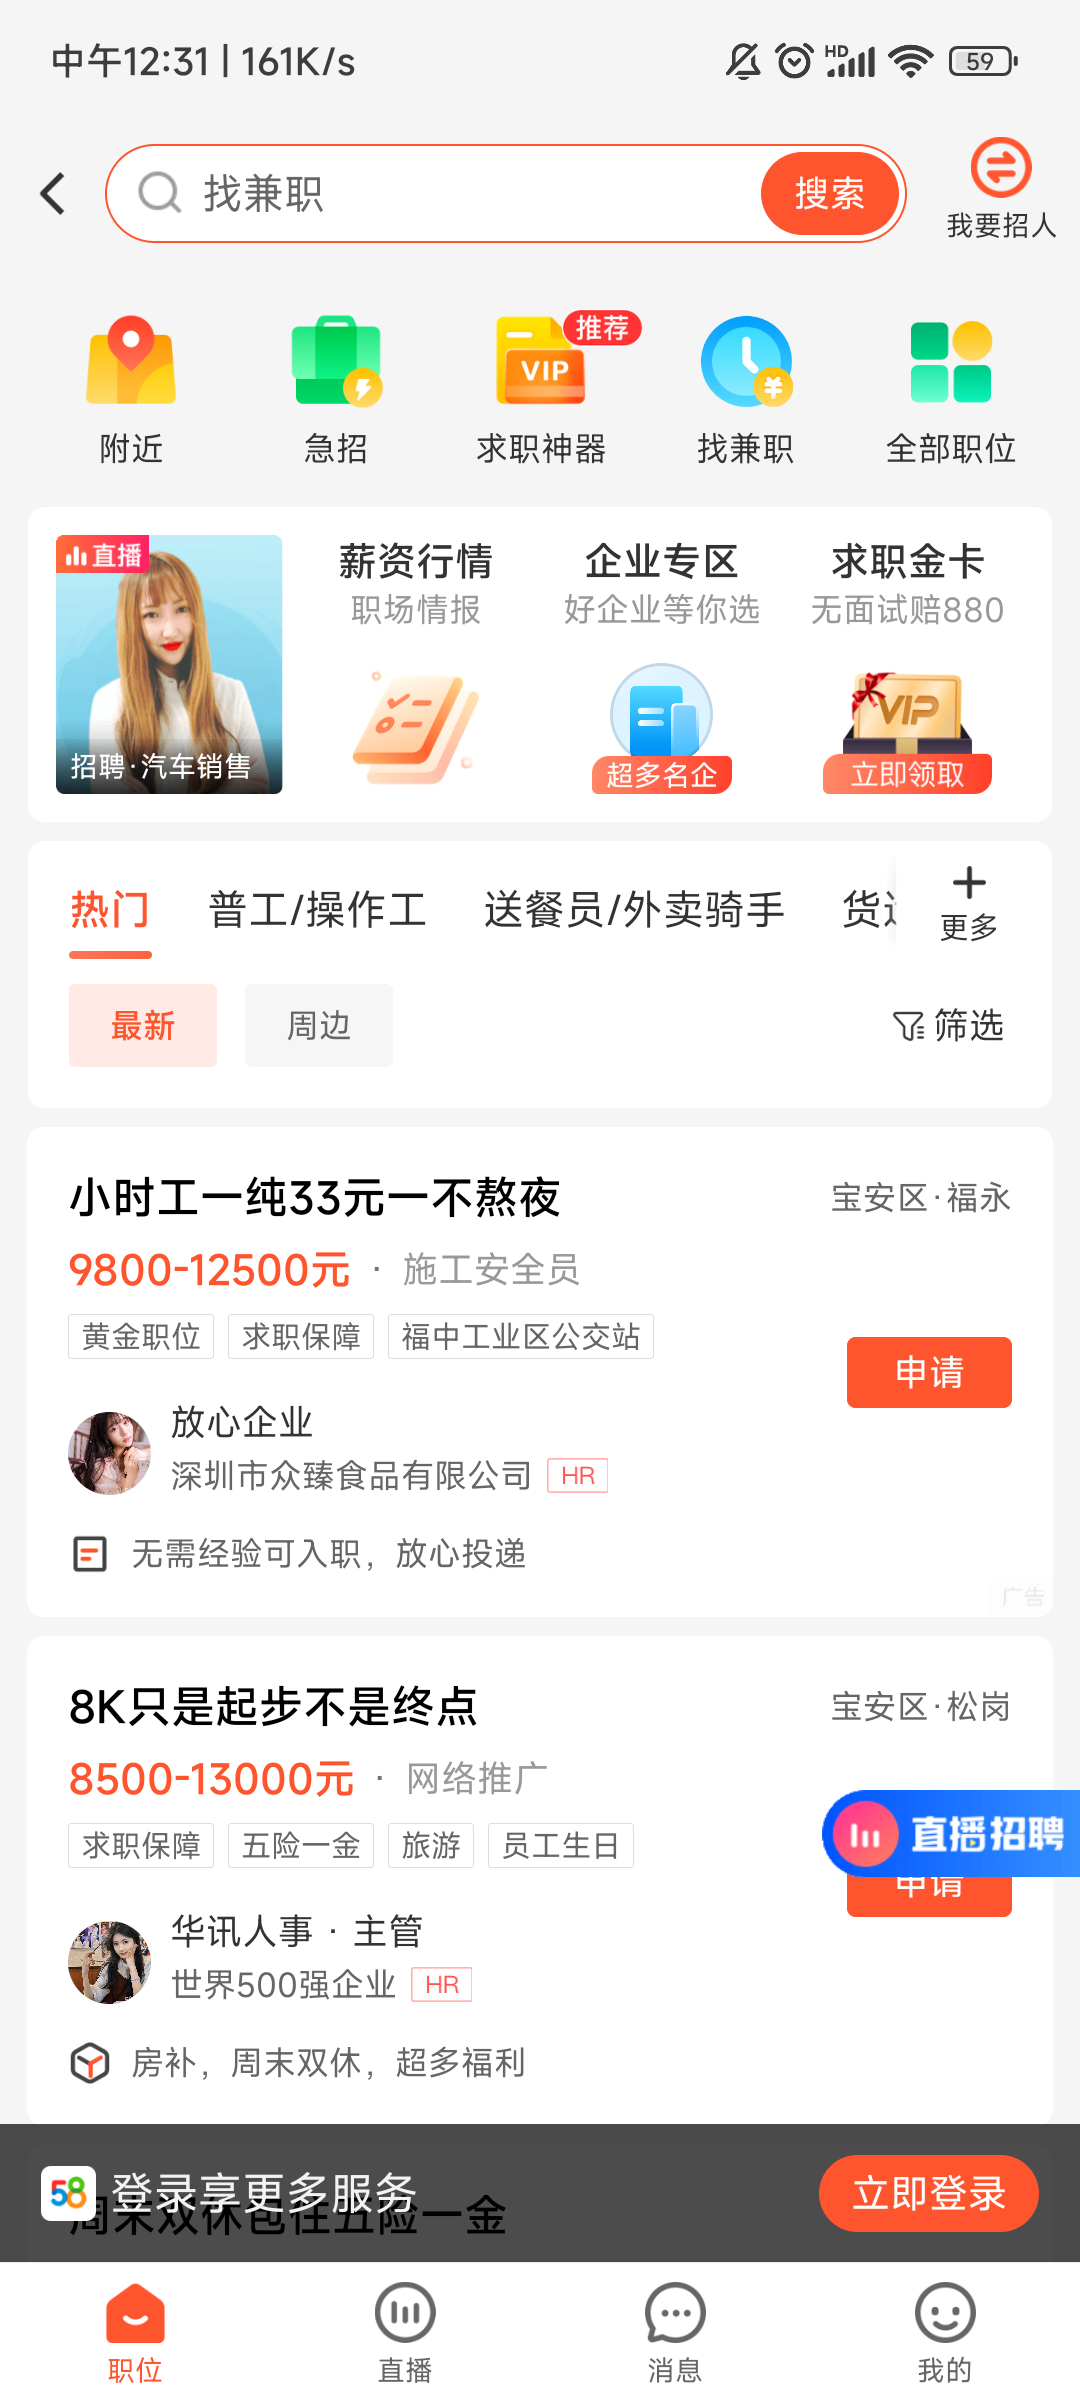 中午12:31 | 161K/s
HD
59
找兼职
搜索
我要招人
附近
急招
VIP
推荐
求职神器
找兼职
全部职位
直播
招聘·汽车销售
薪资行情
职场情报
企业专区
好企业等你选
超多名企
求职金卡
无面试赔880
VIP
立即领取
热门
普工/操作工
送餐员/外卖骑手
货
更多
最新
周边
筛选
小时工一纯33元一不熬夜
宝安区·福永
9800-12500元 · 施工安全员
黄金职位
求职保障
福中工业区公交站
申请
放心企业
深圳市众臻食品有限公司 HR
无需经验可入职，放心投递
广告
8K只是起步不是终点
宝安区·松岗
8500-13000元 · 网络推广
求职保障
五险一金
旅游
员工生日
直播招聘
申请
华讯人事 · 主管
世界500强企业 HR
房补，周末双休，超多福利
58
登录享更多服务
立即登录
周末双休包住五险一金
职位
直播
消息
我的